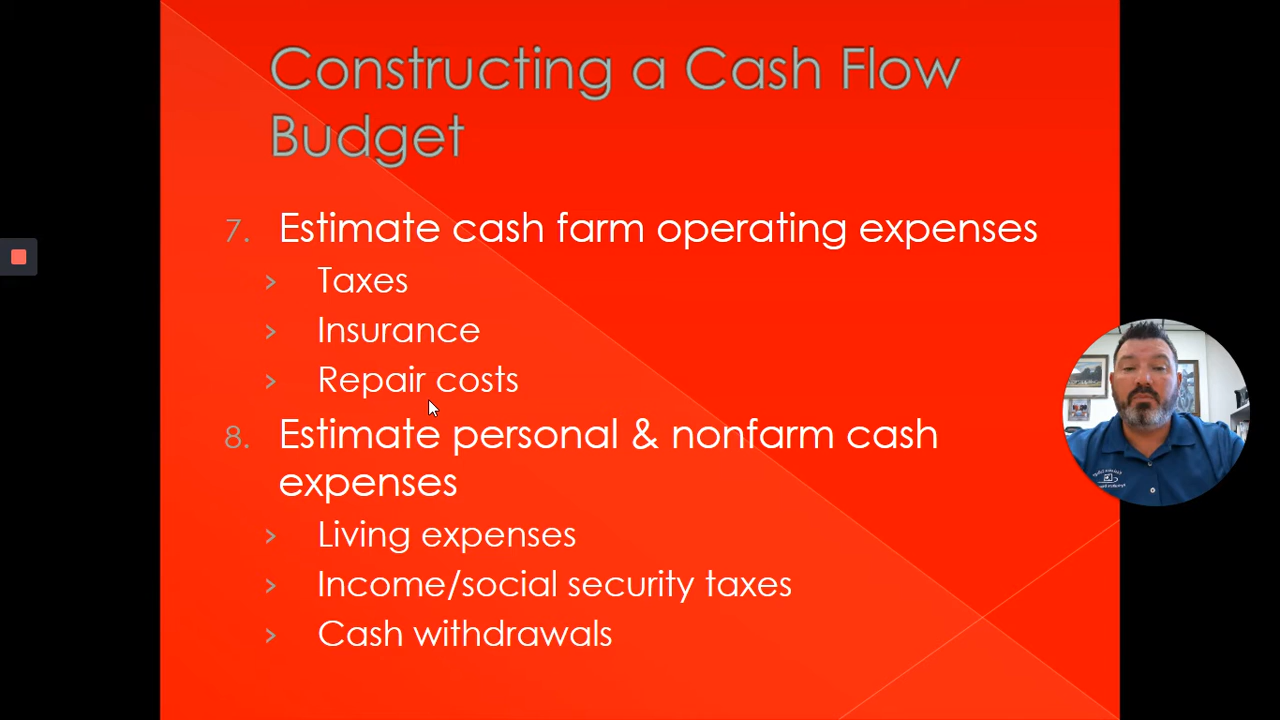 Constructing a Cash Flow
Budget
7. Estimate cash farm operating expenses
› Taxes
› Insurance
› Repair costs
8. Estimate personal & nonfarm cash
expenses
› Living expenses
› Income/social security taxes
› Cash withdrawals